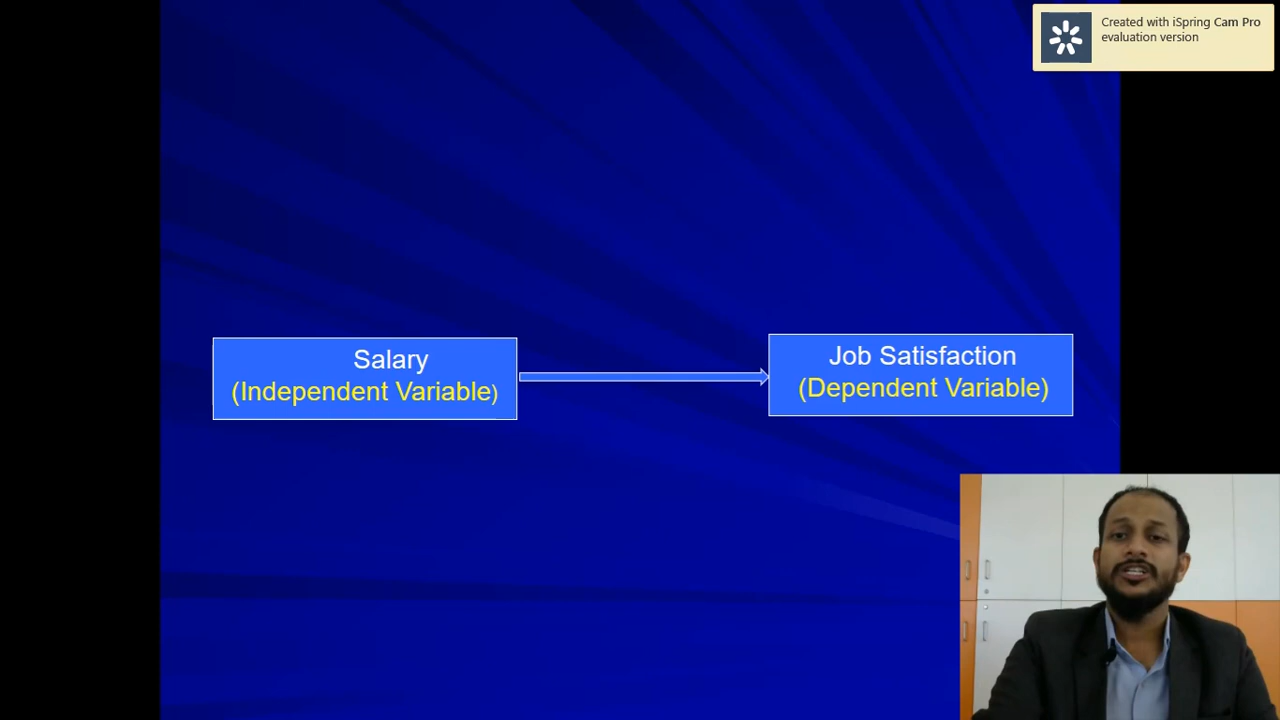 Created with iSpring Cam Pro
evaluation version
Salary
(Independent Variable)
Job Satisfaction
(Dependent Variable)